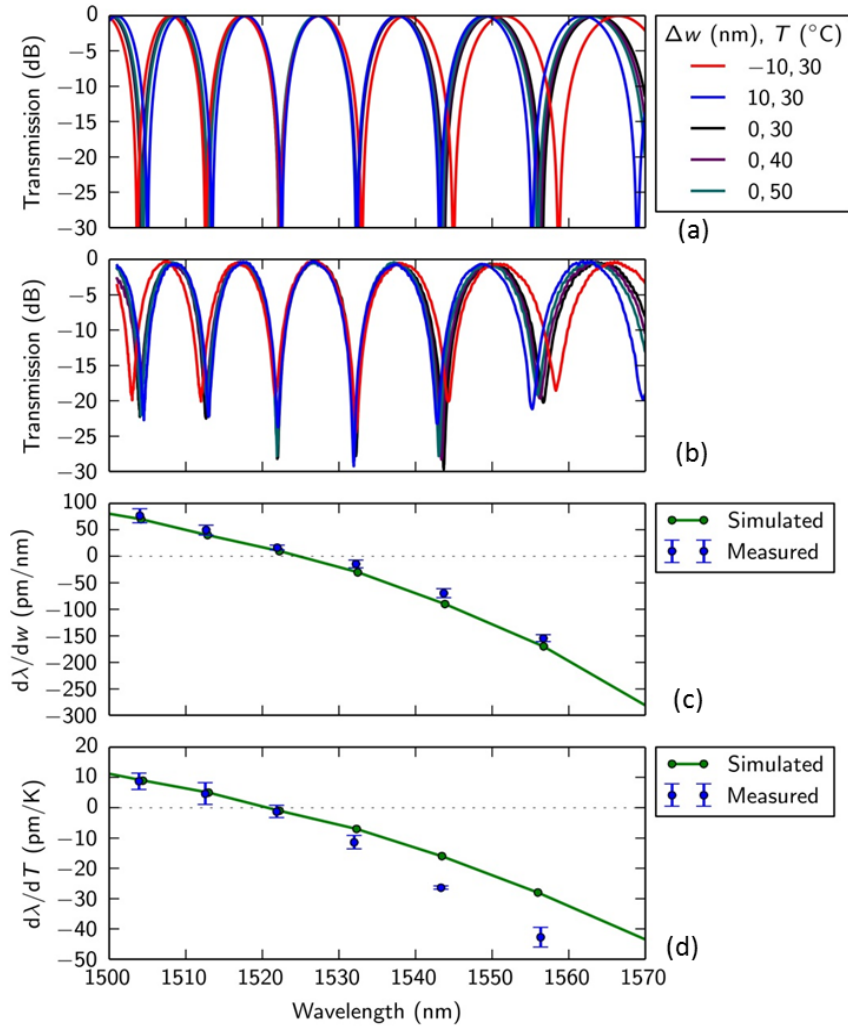 0
−5
−10
−15
−20
−25
−30
Transmission (dB)
Δw (nm), T (°C)
−10, 30
10, 30
0, 30
0, 40
0, 50
(a)
0
−5
−10
−15
−20
−25
−30
Transmission (dB)
(b)
100
50
0
−50
−100
−150
−200
−250
−300
dλ/dw (pm/nm)
Simulated
Measured
(c)
20
10
0
−10
−20
−30
−40
−50
dλ/dT (pm/K)
Simulated
Measured
(d)
1500 1510 1520 1530 1540 1550 1560 1570
Wavelength (nm)